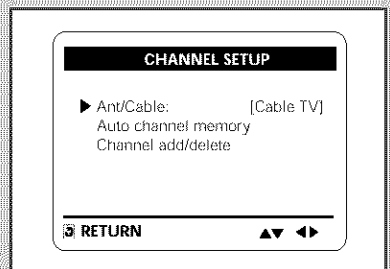 CHANNEL SETUP
▶ Ant/Cable: [Cable TV]
Auto channel memory
Channel add/delete
RETURN ▲▼ ◀▶